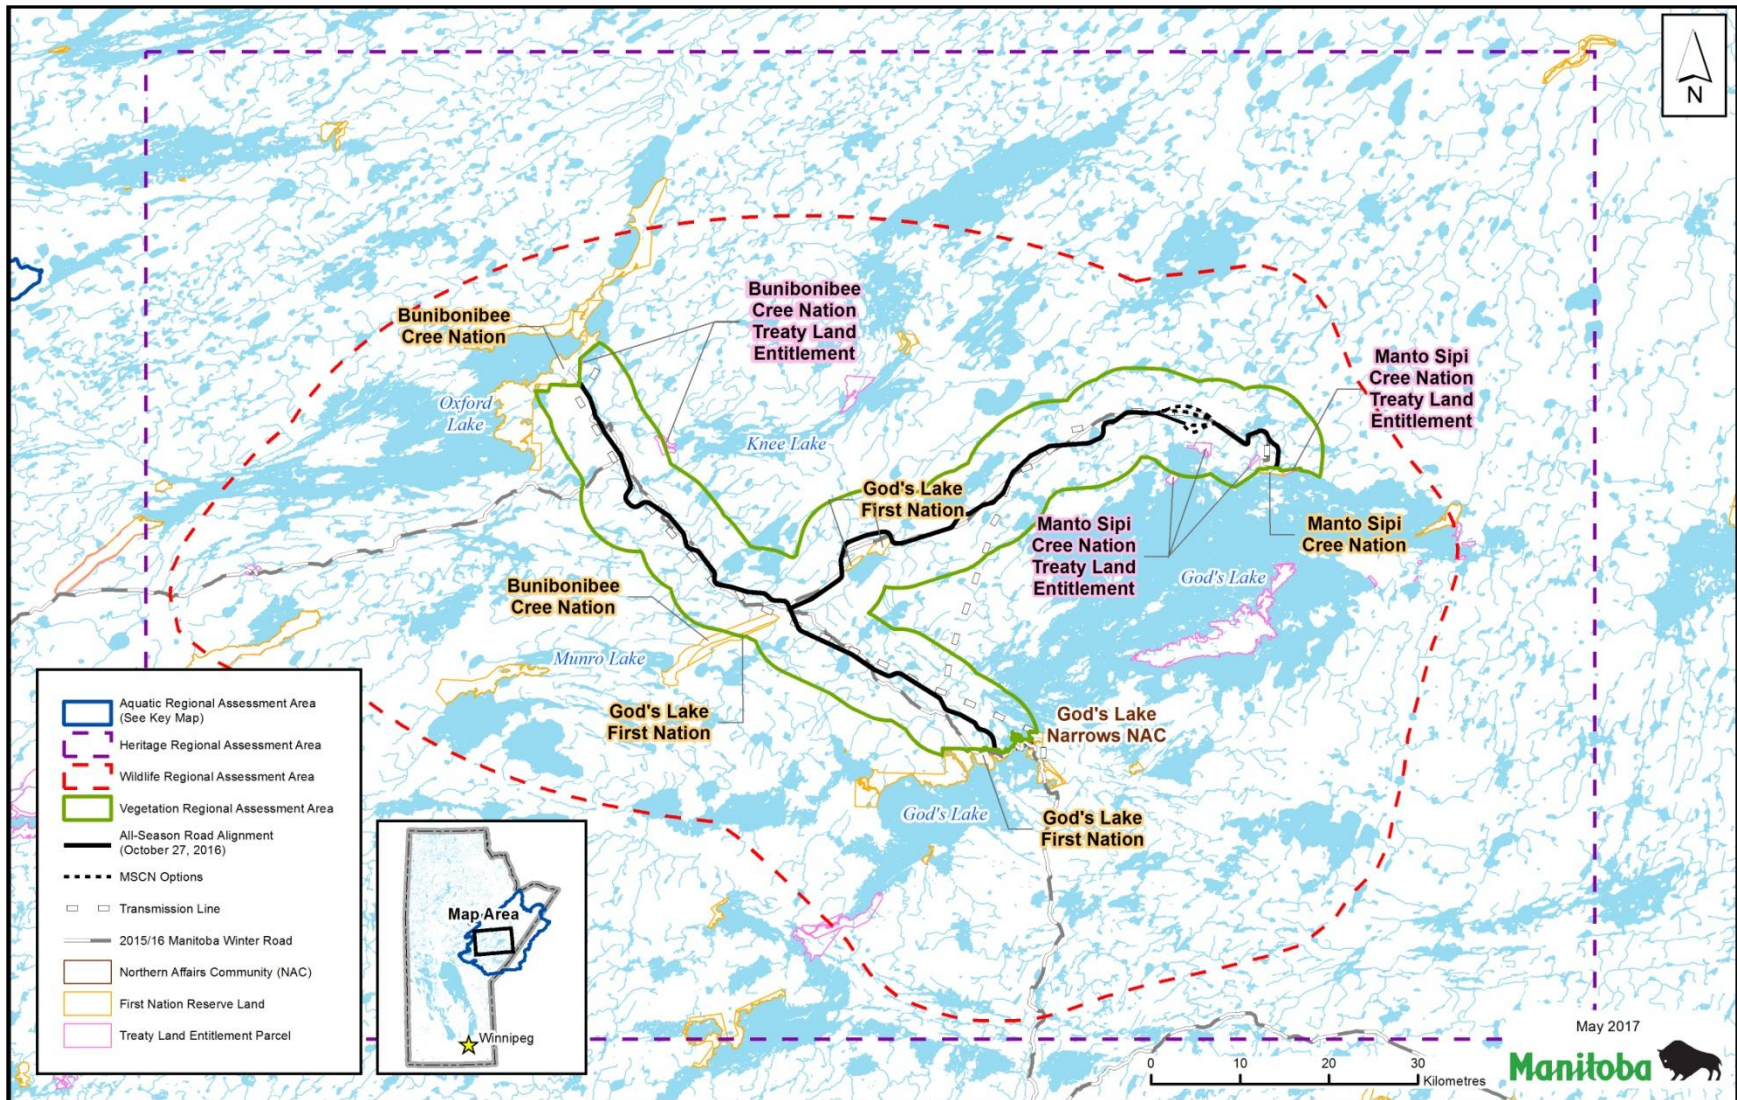 N
Bunibonibee
Cree Nation
Treaty Land
Entitlement
Bunibonibee
Cree Nation
Manto Sipi
Cree Nation
Treaty Land
Entitlement
Oxford
Lake
Knee Lake
God's Lake
First Nation
Manto Sipi
Cree Nation
Treaty Land
Entitlement
Manto Sipi
Cree Nation
God's Lake
Bunibonibee
Cree Nation
Munro Lake
God's Lake
First Nation
God's Lake
Narrows NAC
God's Lake
God's Lake
First Nation
Aquatic Regional Assessment Area
(See Key Map)
Heritage Regional Assessment Area
Wildlife Regional Assessment Area
Vegetation Regional Assessment Area
All-Season Road Alignment
(October 27, 2016)
MSCN Options
Transmission Line
2015/16 Manitoba Winter Road
Northern Affairs Community (NAC)
First Nation Reserve Land
Treaty Land Entitlement Parcel
Map Area
Winnipeg
May 2017
0 10 20 30
Kilometres
Manitoba